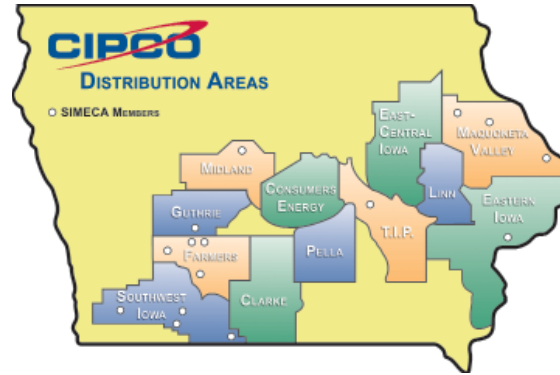 CIPCO
DISTRIBUTION AREAS
SIMECA MEMBERS
EAST-
CENTRAL
IOWA
MAQUOKETA
VALLEY
MIDLAND
CONSUMERS
ENERGY
LINN
EASTERN
IOWA
GUTHRIE
T.I.P.
FARMERS
PELLA
SOUTHWEST
IOWA
CLARKE